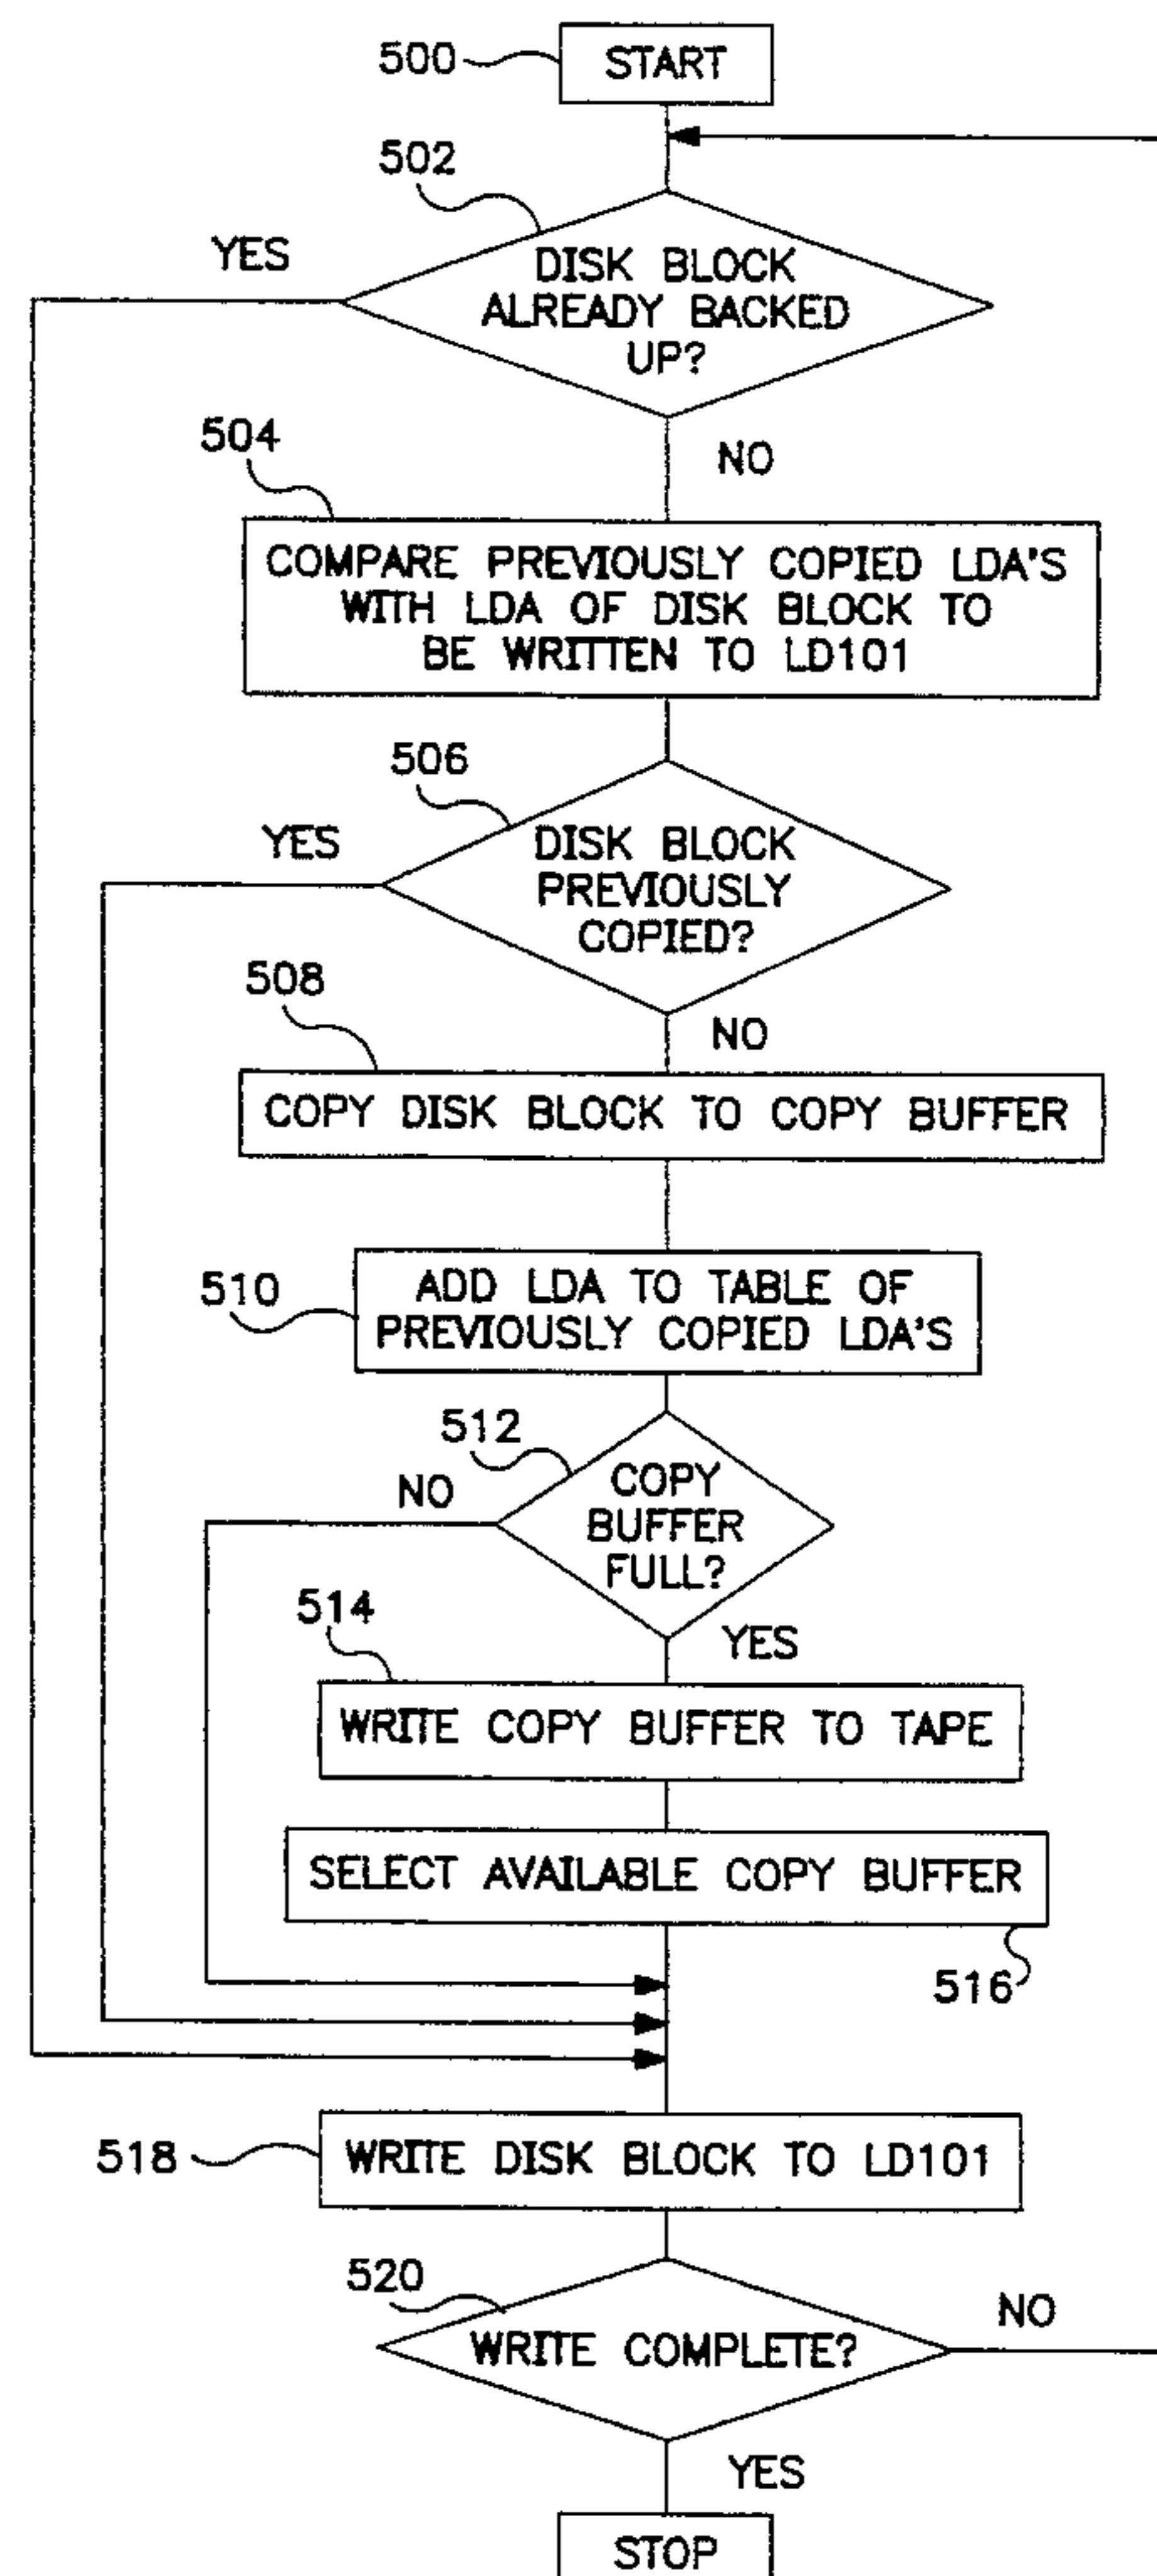 500
START
502
YES
DISK BLOCK
ALREADY BACKED
UP?
NO
504
COMPARE PREVIOUSLY COPIED LDA'S
WITH LDA OF DISK BLOCK TO
BE WRITTEN TO LD101
506
YES
DISK BLOCK
PREVIOUSLY
COPIED?
NO
508
COPY DISK BLOCK TO COPY BUFFER
510
ADD LDA TO TABLE OF
PREVIOUSLY COPIED LDA'S
512
NO
COPY
BUFFER
FULL?
YES
514
WRITE COPY BUFFER TO TAPE
SELECT AVAILABLE COPY BUFFER
516
518
WRITE DISK BLOCK TO LD101
520
WRITE COMPLETE?
NO
YES
STOP